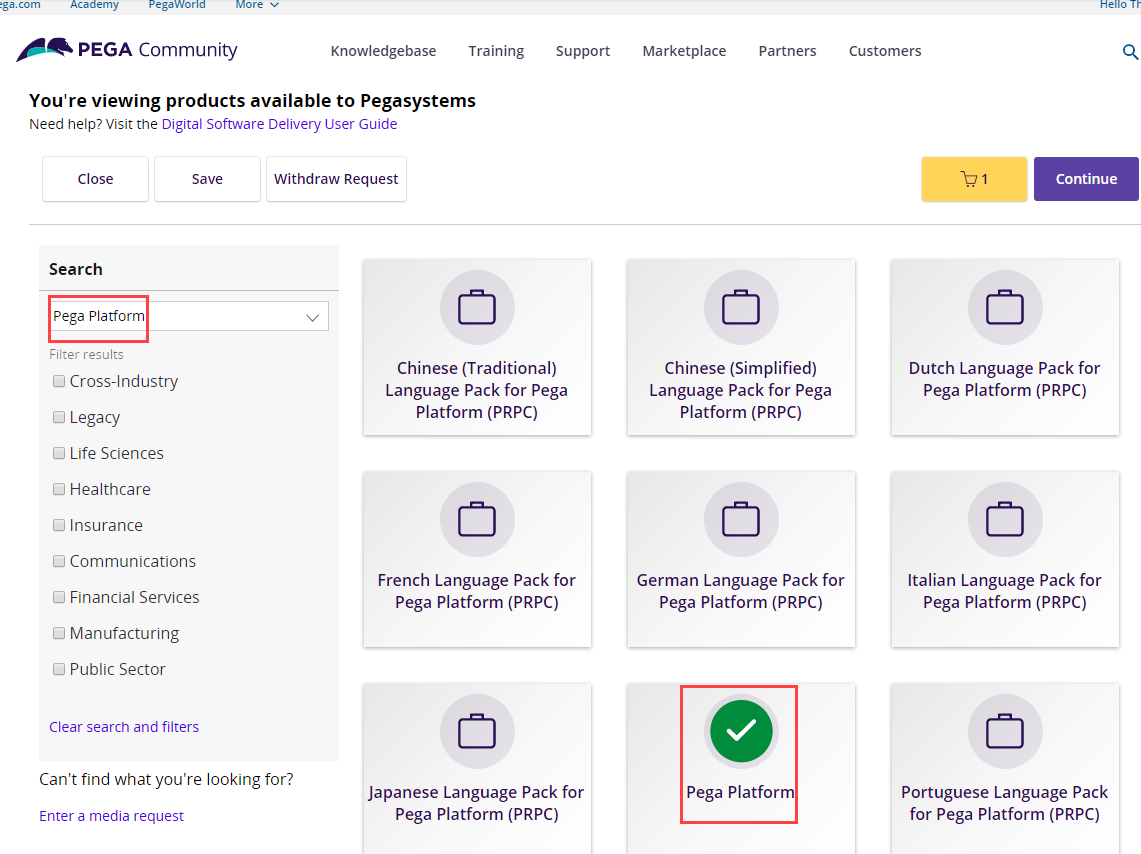 ega.com Academy PegaWorld More Hello Th
PEGA Community Knowledgebase Training Support Marketplace Partners Customers
You're viewing products available to Pegasystems
Need help? Visit the Digital Software Delivery User Guide
Close Save Withdraw Request 1 Continue
Search
Pega Platform
Filter results
Cross-Industry
Legacy
Life Sciences
Healthcare
Insurance
Communications
Financial Services
Manufacturing
Public Sector
Clear search and filters
Can't find what you're looking for?
Enter a media request
Chinese (Traditional)
Language Pack for Pega
Platform (PRPC)
Chinese (Simplified)
Language Pack for Pega
Platform (PRPC)
Dutch Language Pack for
Pega Platform (PRPC)
French Language Pack for
Pega Platform (PRPC)
German Language Pack for
Pega Platform (PRPC)
Italian Language Pack for
Pega Platform (PRPC)
Japanese Language Pack for
Pega Platform (PRPC)
Pega Platform
Portuguese Language Pack
for Pega Platform (PRPC)